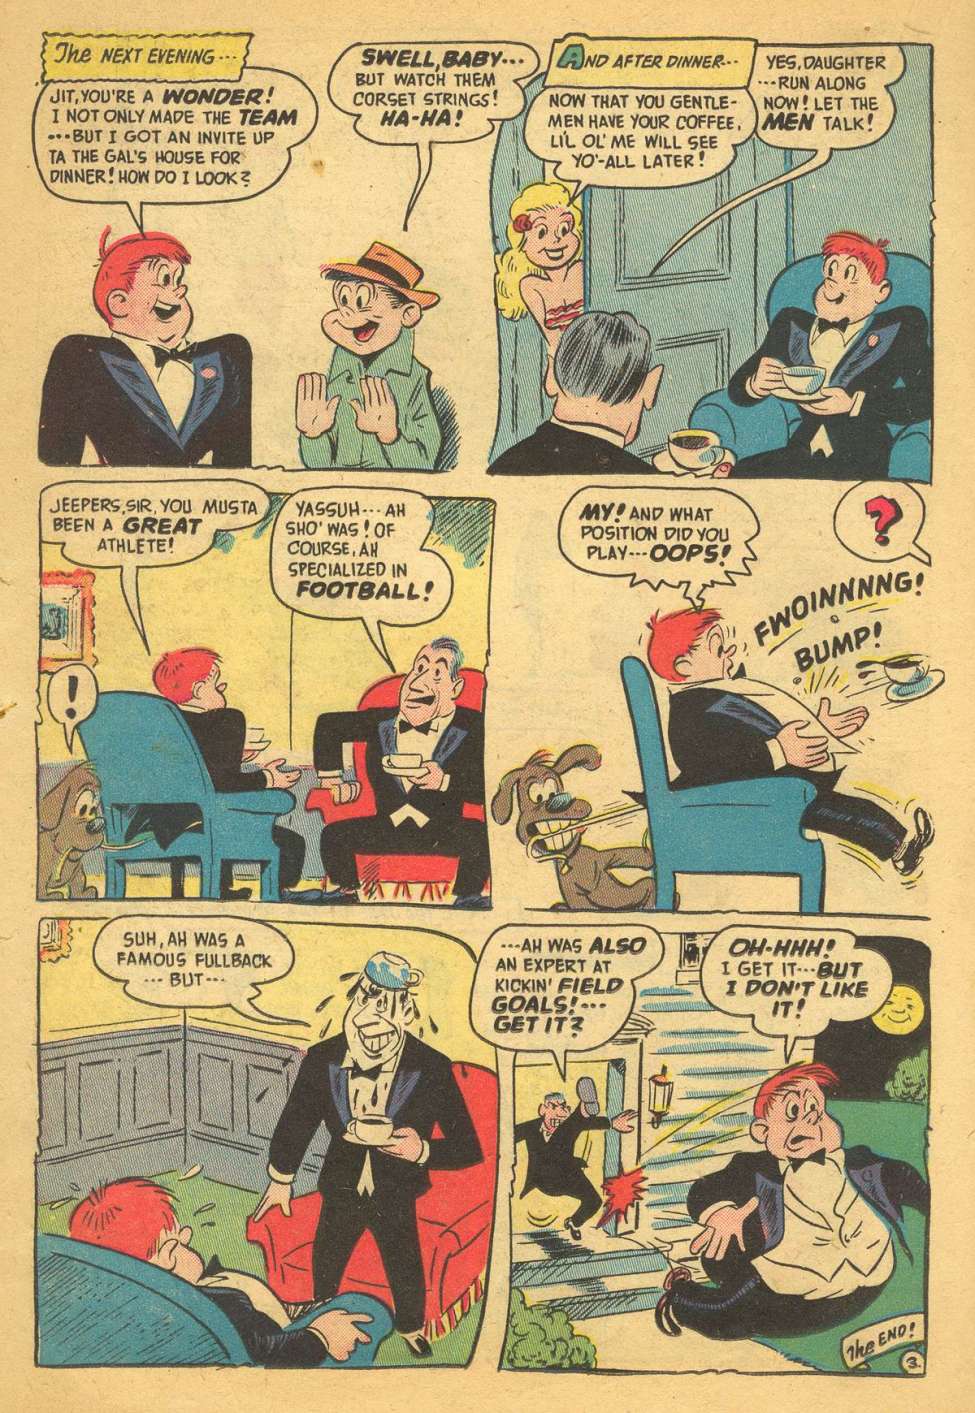 The NEXT EVENING...
JIT, YOU'RE A WONDER!
I NOT ONLY MADE THE TEAM
...BUT I GOT AN INVITE UP
TA THE GAL'S HOUSE FOR
DINNER! HOW DO I LOOK?
SWELL, BABY...
BUT WATCH THEM
CORSET STRINGS!
HA-HA!
AND AFTER DINNER...
NOW THAT YOU GENTLE-
MEN HAVE YOUR COFFEE,
LI'L OL' ME WILL SEE
YO'-ALL LATER!
YES, DAUGHTER
...RUN ALONG
NOW! LET THE
MEN TALK!
JEEPERS, SIR, YOU MUSTA
BEEN A GREAT
ATHLETE!
YASSUH... AH
SHO' WAS! OF
COURSE, AH
SPECIALIZED IN
FOOTBALL!
!
MY! AND WHAT
POSITION DID YOU
PLAY... OOPS!
?
FWOINNNNG!
BUMP!
SUH, AH WAS A
FAMOUS FULLBACK
... BUT...
...AH WAS ALSO
AN EXPERT AT
KICKIN' FIELD
GOALS!...
GET IT?
OH-HHH!
I GET IT...BUT
I DON'T LIKE
IT!
The END!
3.